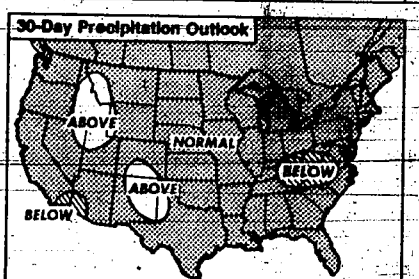 30-Day Precipitation Outlook
ABOVE
NORMAL
BELOW
ABOVE
BELOW